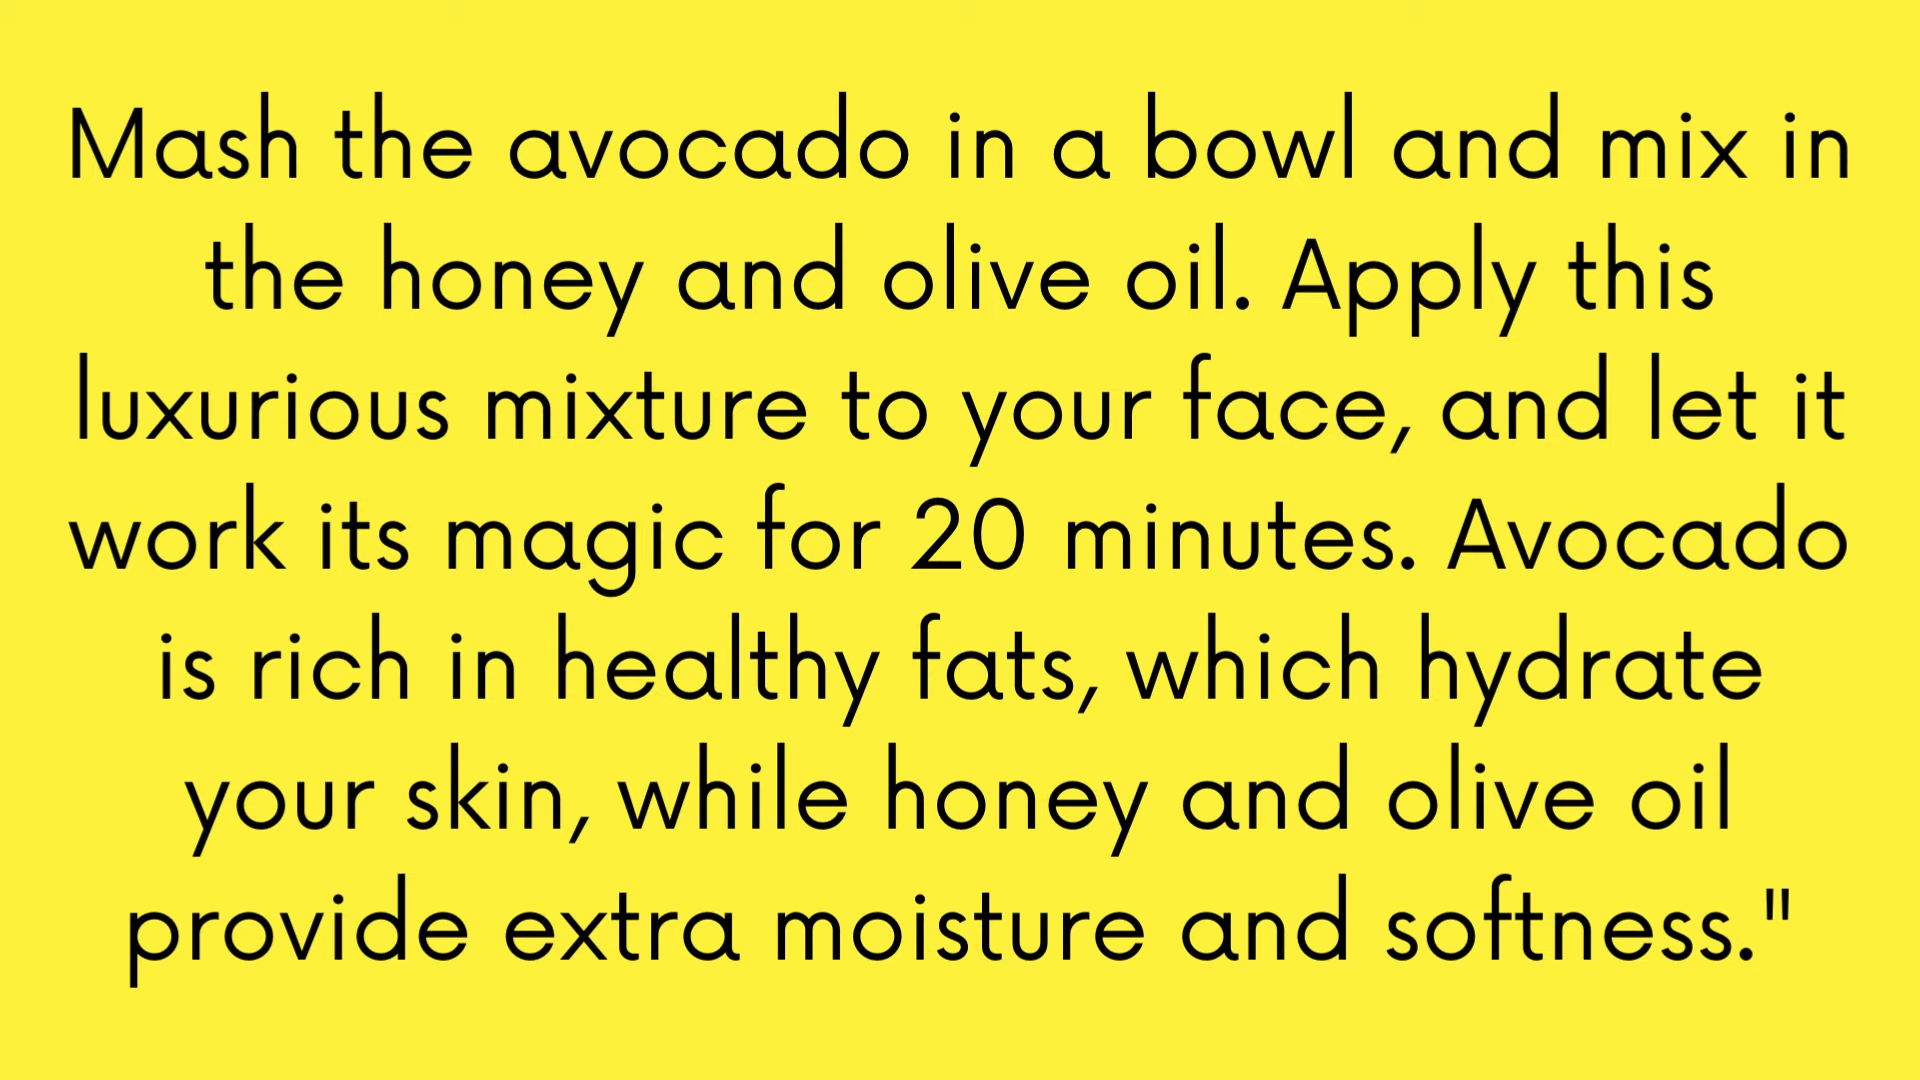 Mash the avocado in a bowl and mix in
the honey and olive oil. Apply this
luxurious mixture to your face, and let it
work its magic for 20 minutes. Avocado
is rich in healthy fats, which hydrate
your skin, while honey and olive oil
provide extra moisture and softness."